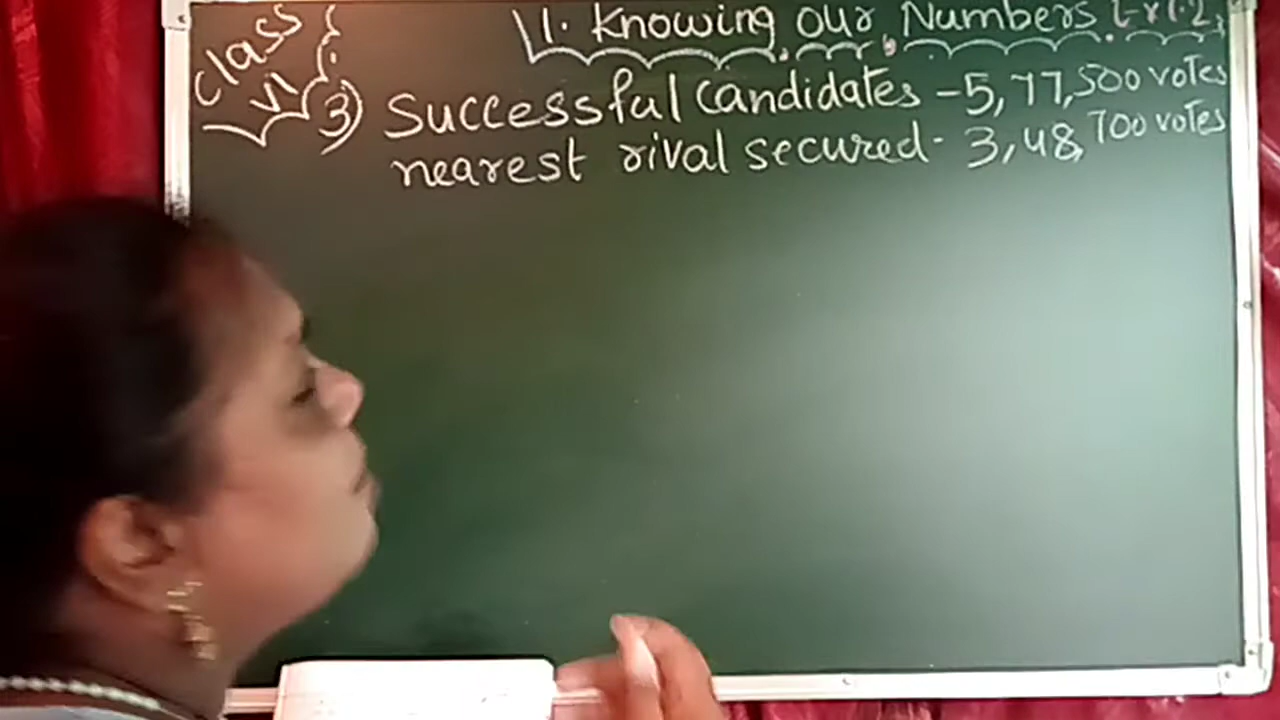 Class VI
1. Knowing our Numbers Ex 1.2
3) Successful candidates - 5,77,500 votes
nearest rival secured - 3,48,700 votes